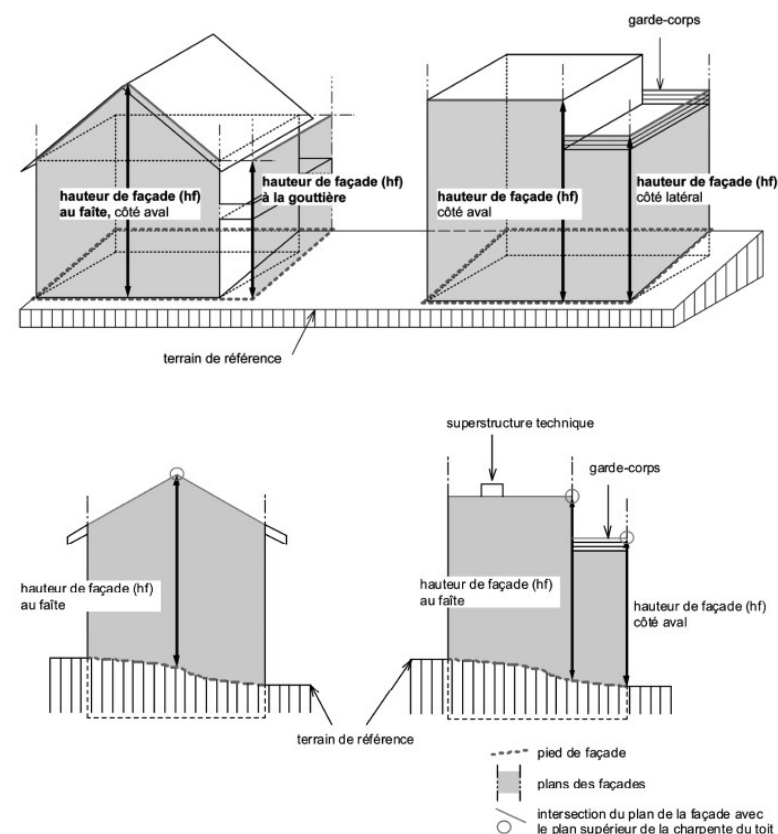 garde-corps
hauteur de façade (hf)
au faîte, côté aval
hauteur de façade (hf)
à la gouttière
hauteur de façade (hf)
côté aval
hauteur de façade (hf)
côté latéral
terrain de référence
superstructure technique
garde-corps
hauteur de façade (hf)
au faîte
hauteur de façade (hf)
au faîte
hauteur de façade (hf)
côté aval
terrain de référence
pied de façade
plans des façades
intersection du plan de la façade avec
le plan supérieur de la charpente du toit